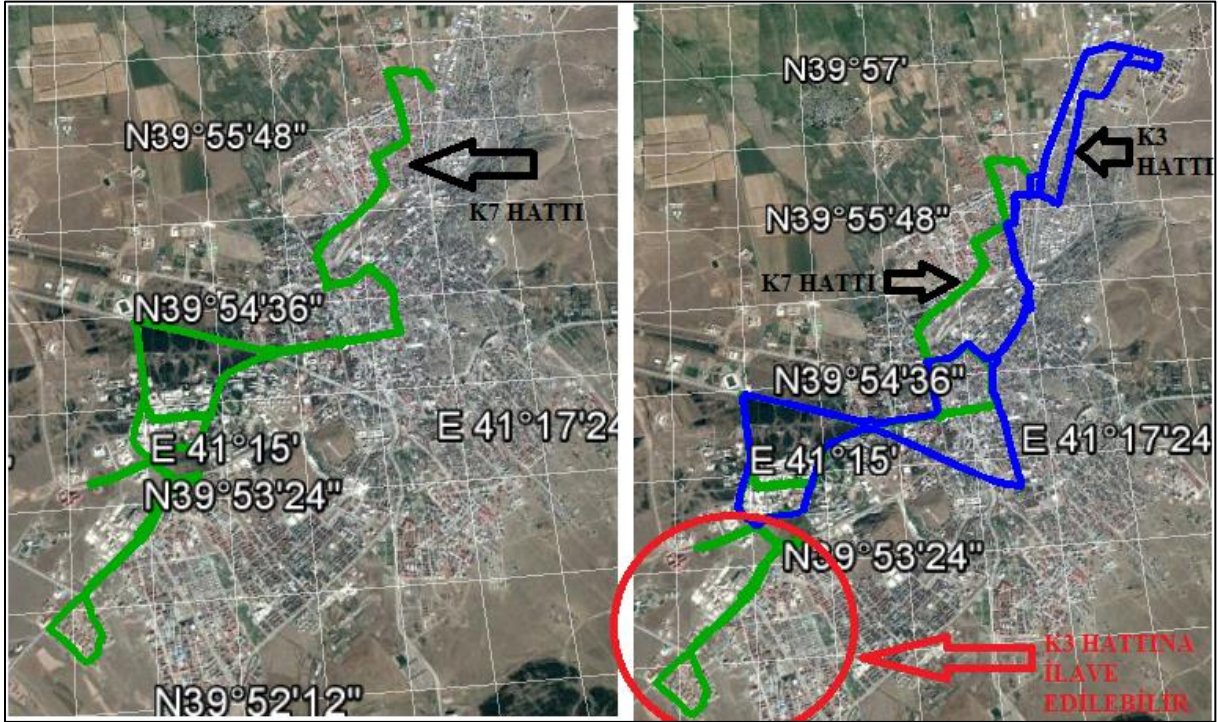 N39°55'48"
K7 HATTI
N39°54'36"
E 41°17'24
E 41°15'
N39°53'24"
N39°52'12"
N39°57'
K3
HATTI
N39°55'48"
K7 HATTI
N39°54'36"
E 41°17'24
E 41°15'
N39°53'24"
K3 HATTINA
İLAVE
EDİLEBİLİR